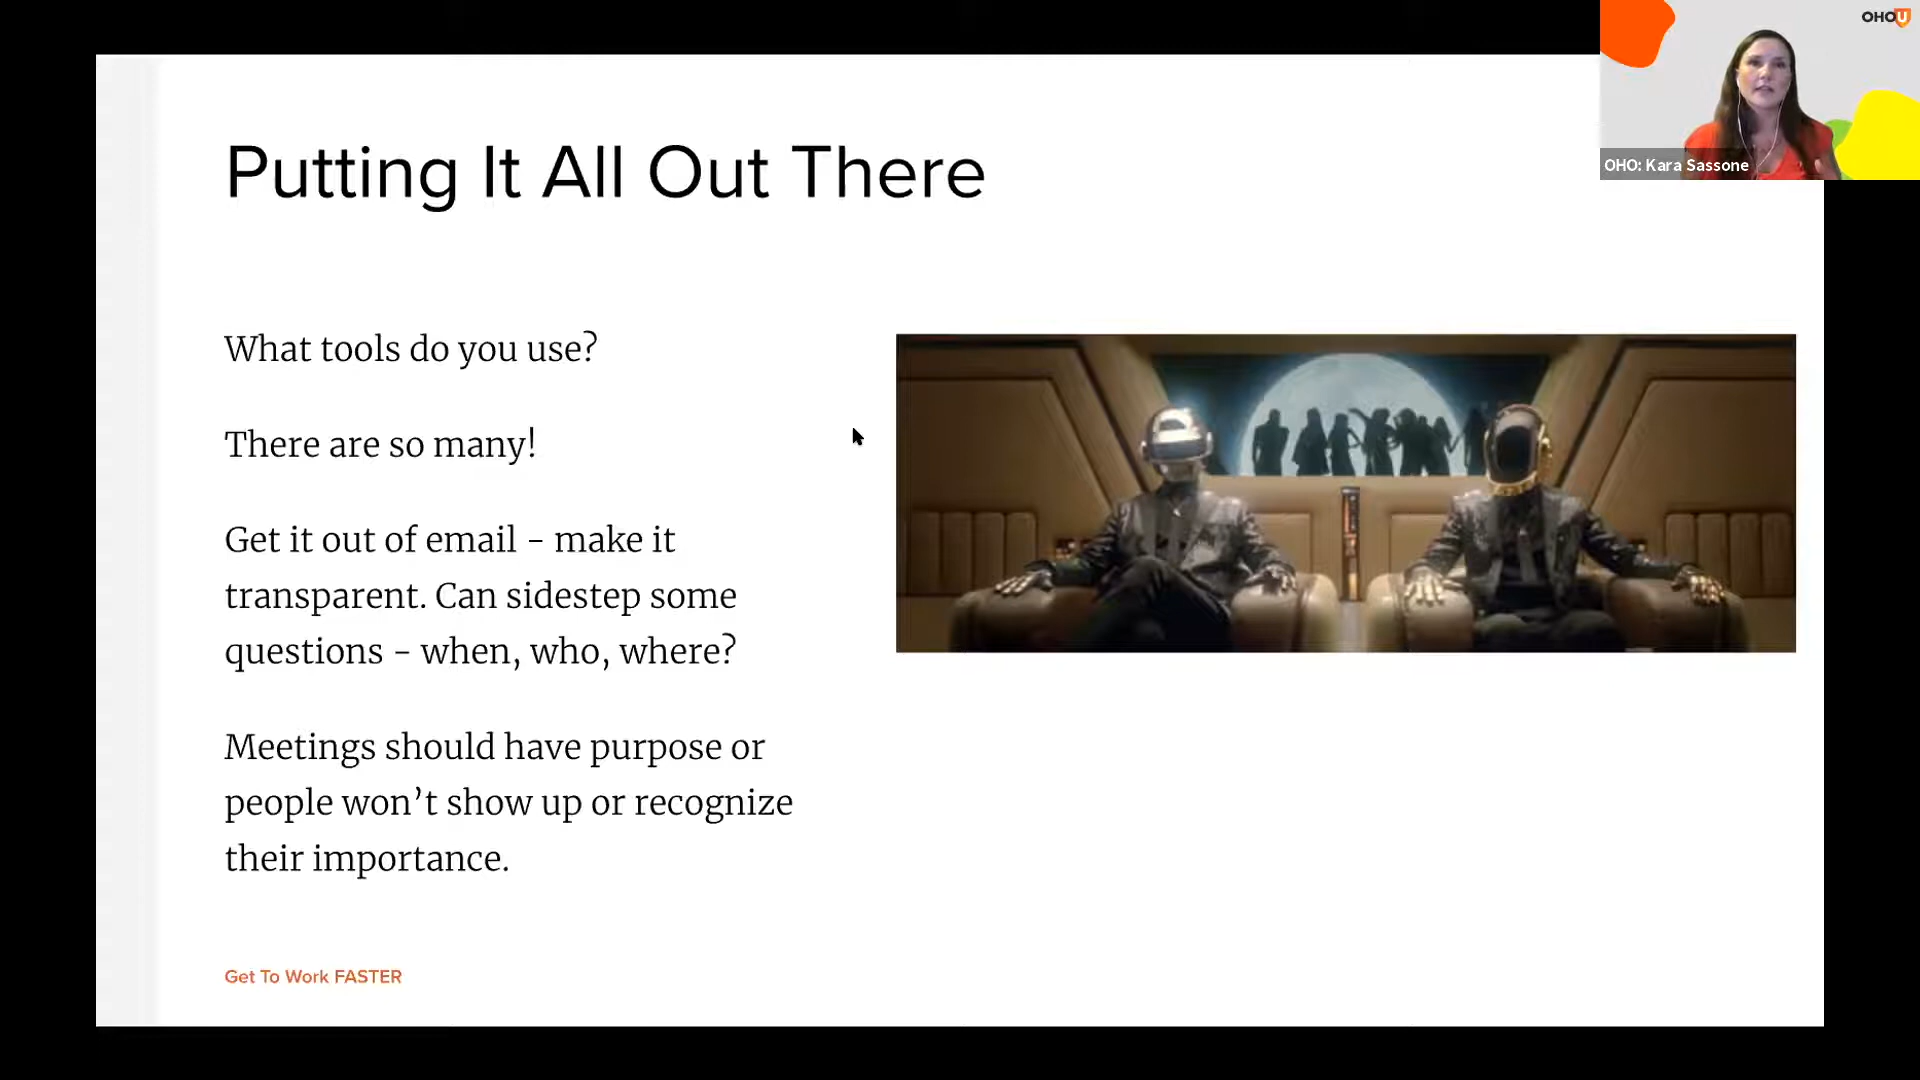 OHOU
OHO: Kara Sassone
Putting It All Out There
What tools do you use?
There are so many!
Get it out of email - make it
transparent. Can sidestep some
questions - when, who, where?
Meetings should have purpose or
people won’t show up or recognize
their importance.
Get To Work FASTER